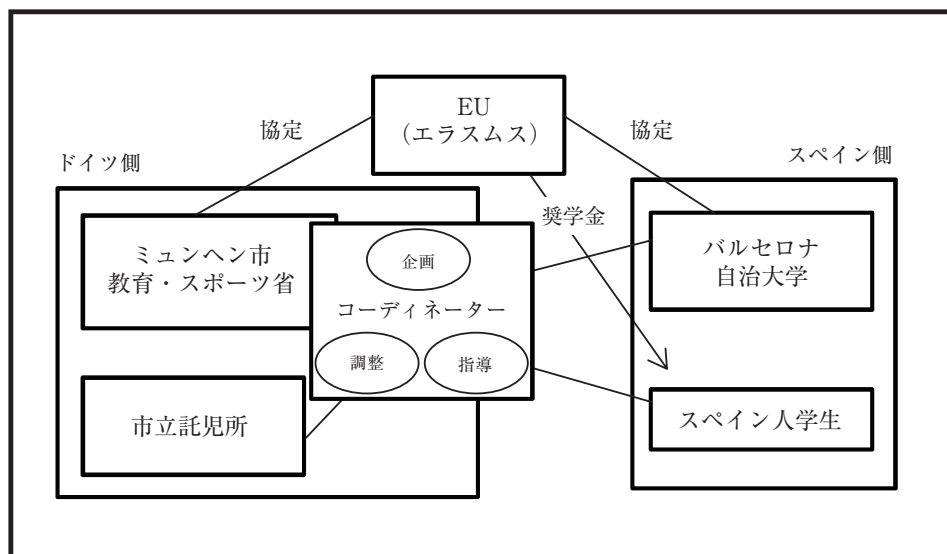 EU
（エラスムス）
協定
協定
ドイツ側
スペイン側
奨学金
ミュンヘン市
教育・スポーツ省
企画
コーディネーター
調整
指導
バルセロナ
自治大学
市立託児所
スペイン人学生